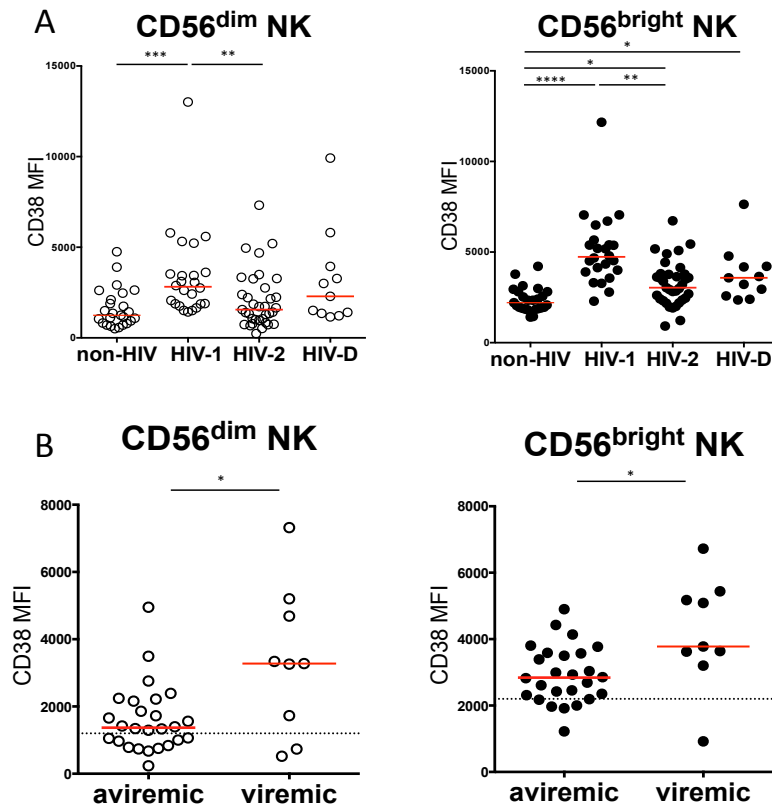 A
CD56dim NK
*** **
CD38 MFI
15000
10000
5000
0
non-HIV HIV-1 HIV-2 HIV-D
CD56bright NK
*
*
**** **
CD38 MFI
15000
10000
5000
0
non-HIV HIV-1 HIV-2 HIV-D
B
CD56dim NK
*
CD38 MFI
8000
6000
4000
2000
0
aviremic viremic
CD56bright NK
*
CD38 MFI
8000
6000
4000
2000
0
aviremic viremic